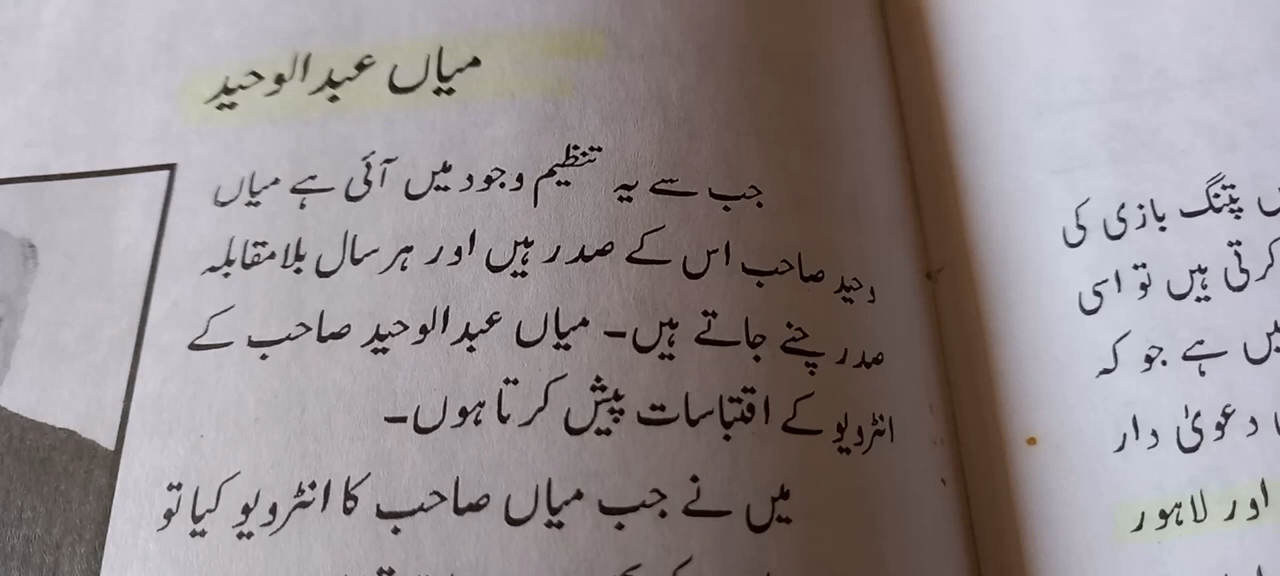 میاں عبدالوحید
جب سے یہ تنظیم وجود میں آئی ہے میاں
وحید صاحب اس کے صدر ہیں اور ہر سال بلامقابلہ
صدر چنے جاتے ہیں۔ میاں عبدالوحید صاحب کے
انٹرویو کے اقتباسات پیش کرتا ہوں۔
میں نے جب میاں صاحب کا انٹرویو کیا تو
پتنگ بازی کی
کرتی ہیں تو اسی
ہے جو کہ
دعویٰ دار
اور لاہور